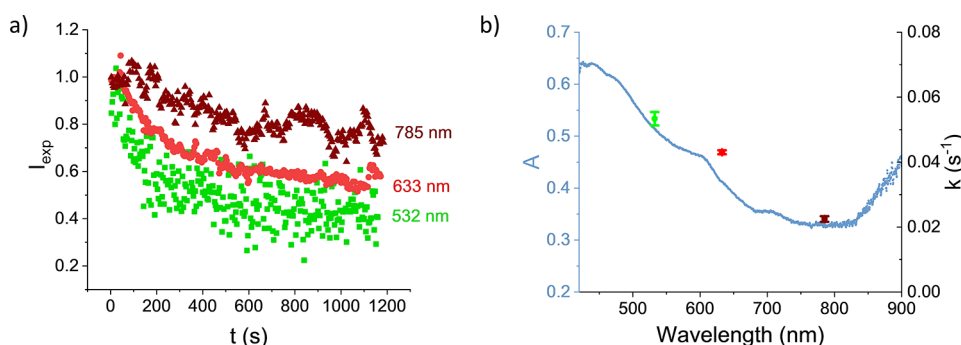 a)
1.2
1.0
0.8
0.6
0.4
0.2
I_exp
0 200 400 600 800 1000 1200
t (s)
785 nm
633 nm
532 nm
b)
0.7
0.6
0.5
0.4
0.3
0.2
A
500 600 700 800 900
Wavelength (nm)
0.08
0.06
0.04
0.02
0.00
k (s⁻¹)